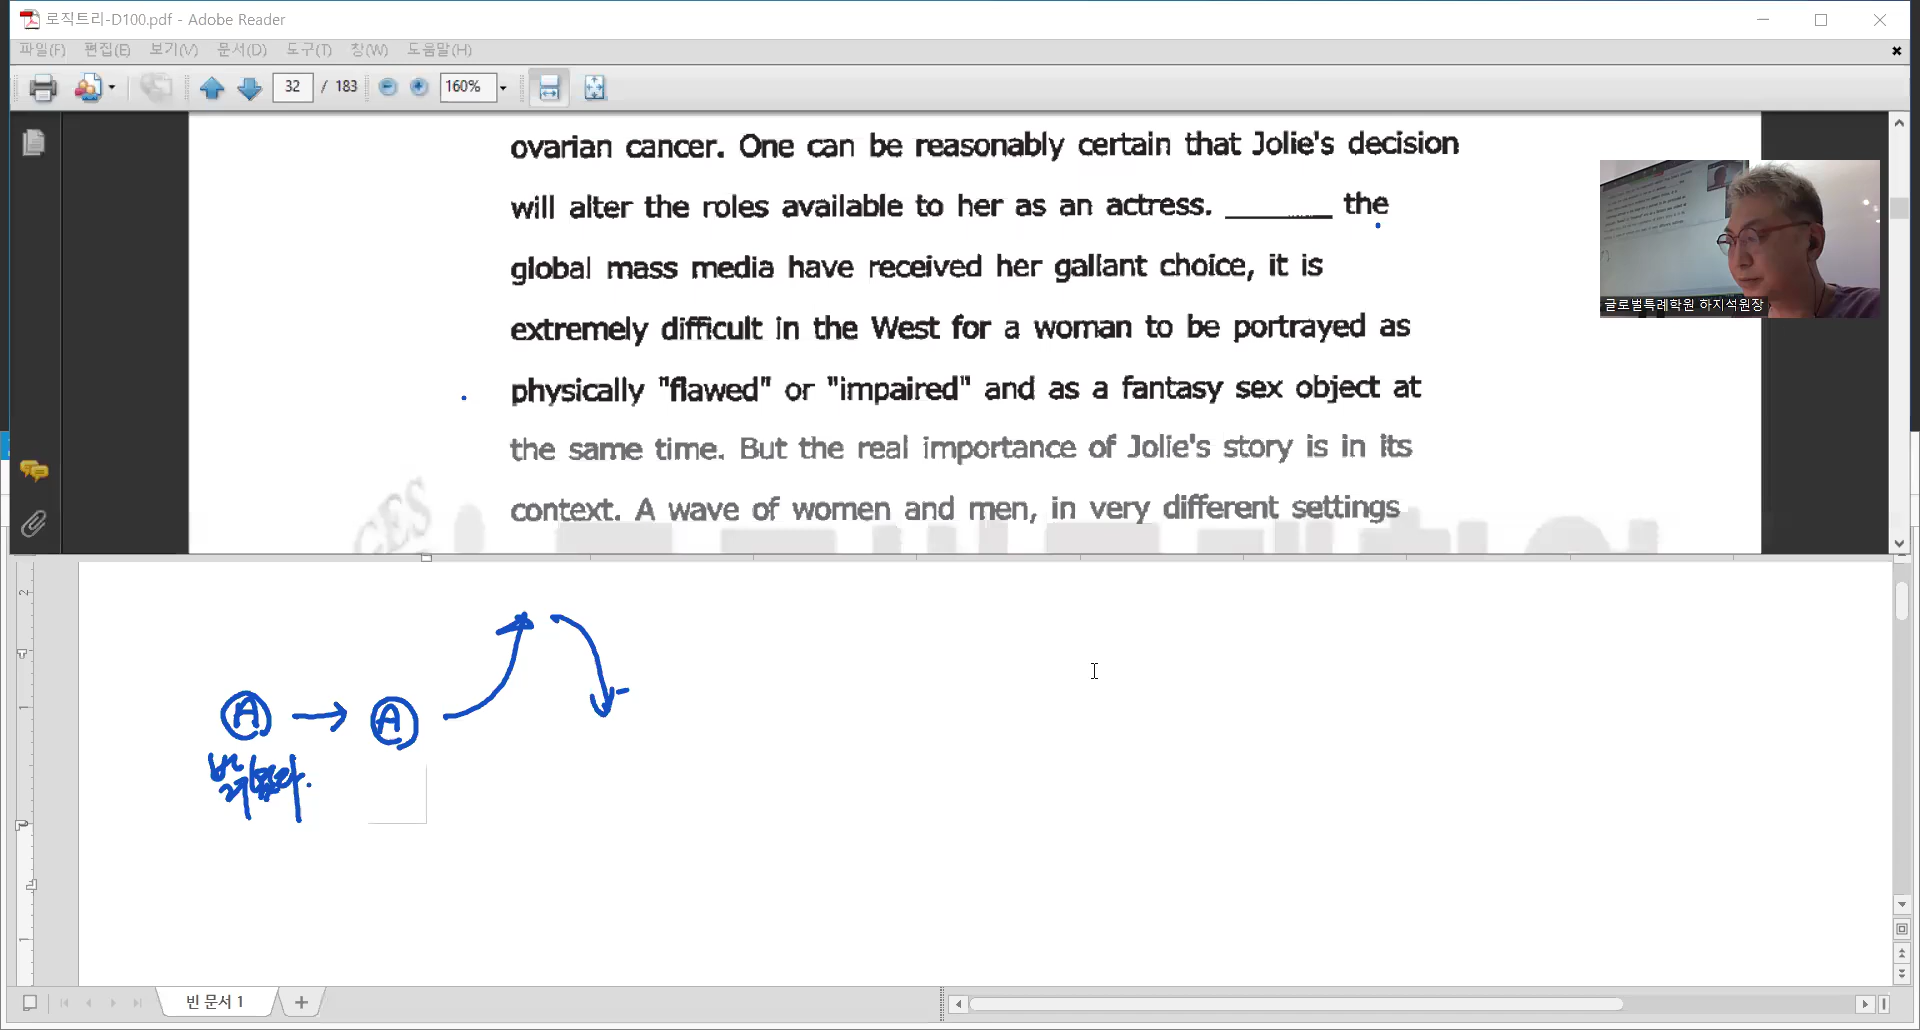 로직트리-D100.pdf - Adobe Reader
파일(F) 편집(E) 보기(V) 문서(D) 도구(T) 창(W) 도움말(H)
32 / 183 160%
ovarian cancer. One can be reasonably certain that Jolie's decision
will alter the roles available to her as an actress. ______ the
global mass media have received her gallant choice, it is
extremely difficult in the West for a woman to be portrayed as
physically "flawed" or "impaired" and as a fantasy sex object at
the same time. But the real importance of Jolie's story is in its
context. A wave of women and men, in very different settings
글로벌특례학원 하지석원장
GES
2
1
1
1
A → A
빈 문서 1